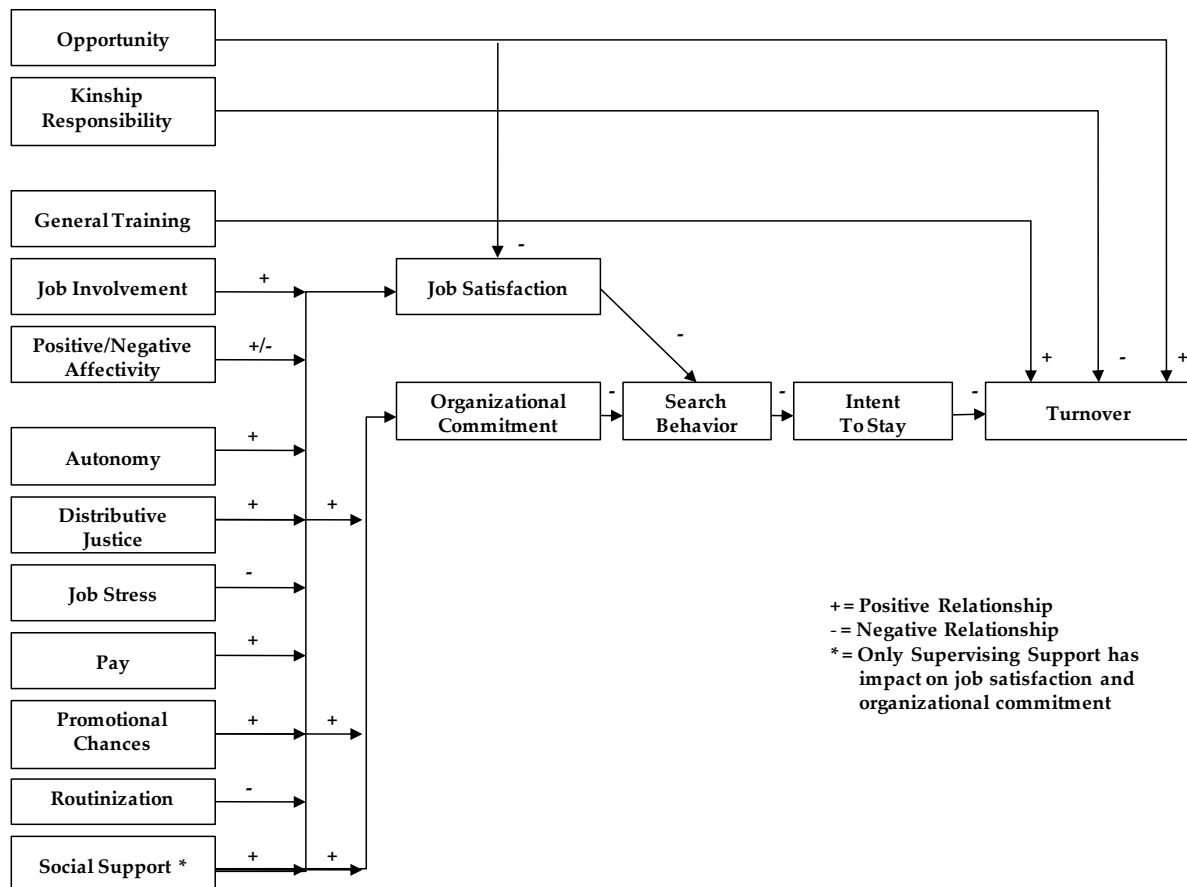 Opportunity
-
Kinship
Responsibility
General Training
Job Involvement
+
Job Satisfaction
Positive/Negative
Affectivity
+/-
-
+
-
+
Organizational
Commitment
-
Search
Behavior
-
Intent
To Stay
-
Turnover
Autonomy
+
Distributive
Justice
+
+
Job Stress
-
Pay
+
Promotional
Chances
+
+
Routinization
-
Social Support *
+
+
+ = Positive Relationship
- = Negative Relationship
* = Only Supervising Support has
impact on job satisfaction and
organizational commitment